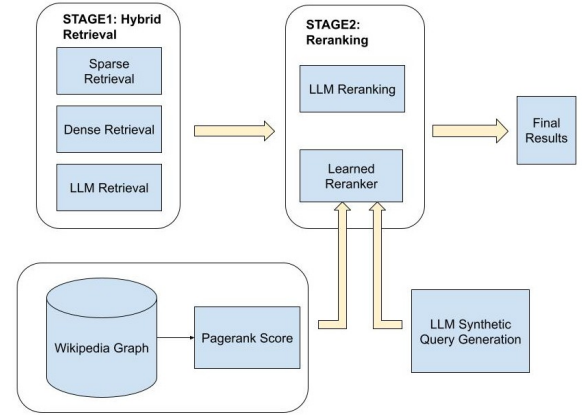 STAGE1: Hybrid
Retrieval
Sparse
Retrieval
Dense Retrieval
LLM Retrieval
STAGE2:
Reranking
LLM Reranking
Learned
Reranker
Final
Results
Wikipedia Graph
Pagerank Score
LLM Synthetic
Query Generation